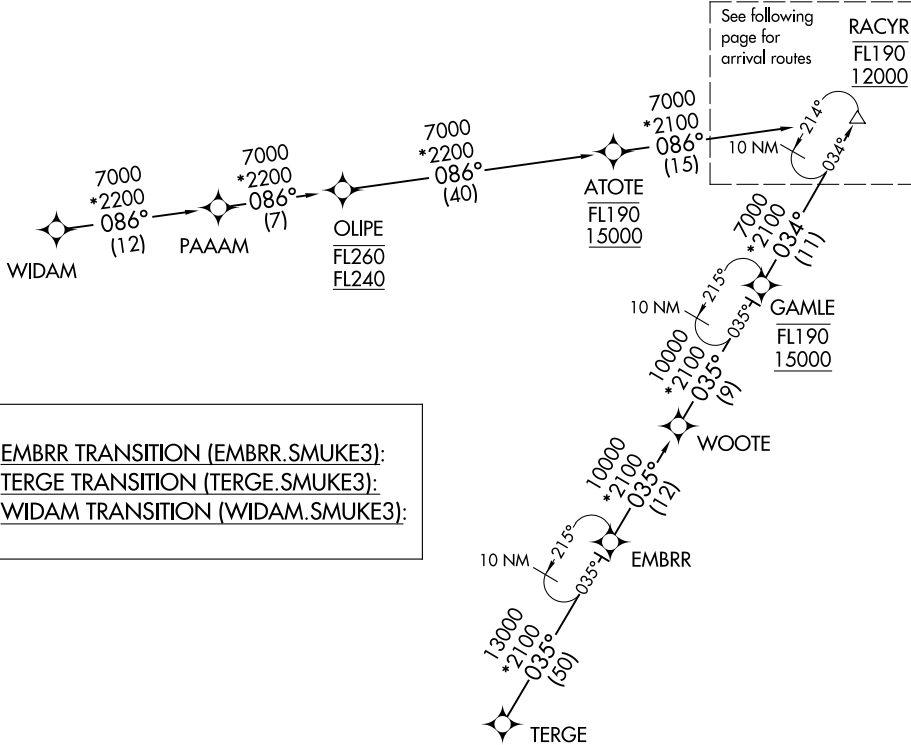 See following
page for
arrival routes
RACYR
FL190
12000
214°
10 NM
034°
7000
*2100
086°
(15)
7000
*2200
086°
(40)
7000
*2200
086°
(7)
7000
*2200
086°
(12)
WIDAM
PAAAM
OLIPE
FL260
FL240
ATOTE
FL190
15000
7000
*2100
034°
(11)
10 NM
215°
035°
GAMLE
FL190
15000
10000
*2100
035°
(9)
WOOTE
EMBRR TRANSITION (EMBRR.SMUKE3):
TERGE TRANSITION (TERGE.SMUKE3):
WIDAM TRANSITION (WIDAM.SMUKE3):
10000
*2100
035°
(12)
10 NM
215°
035°
EMBRR
13000
*2100
035°
(50)
TERGE